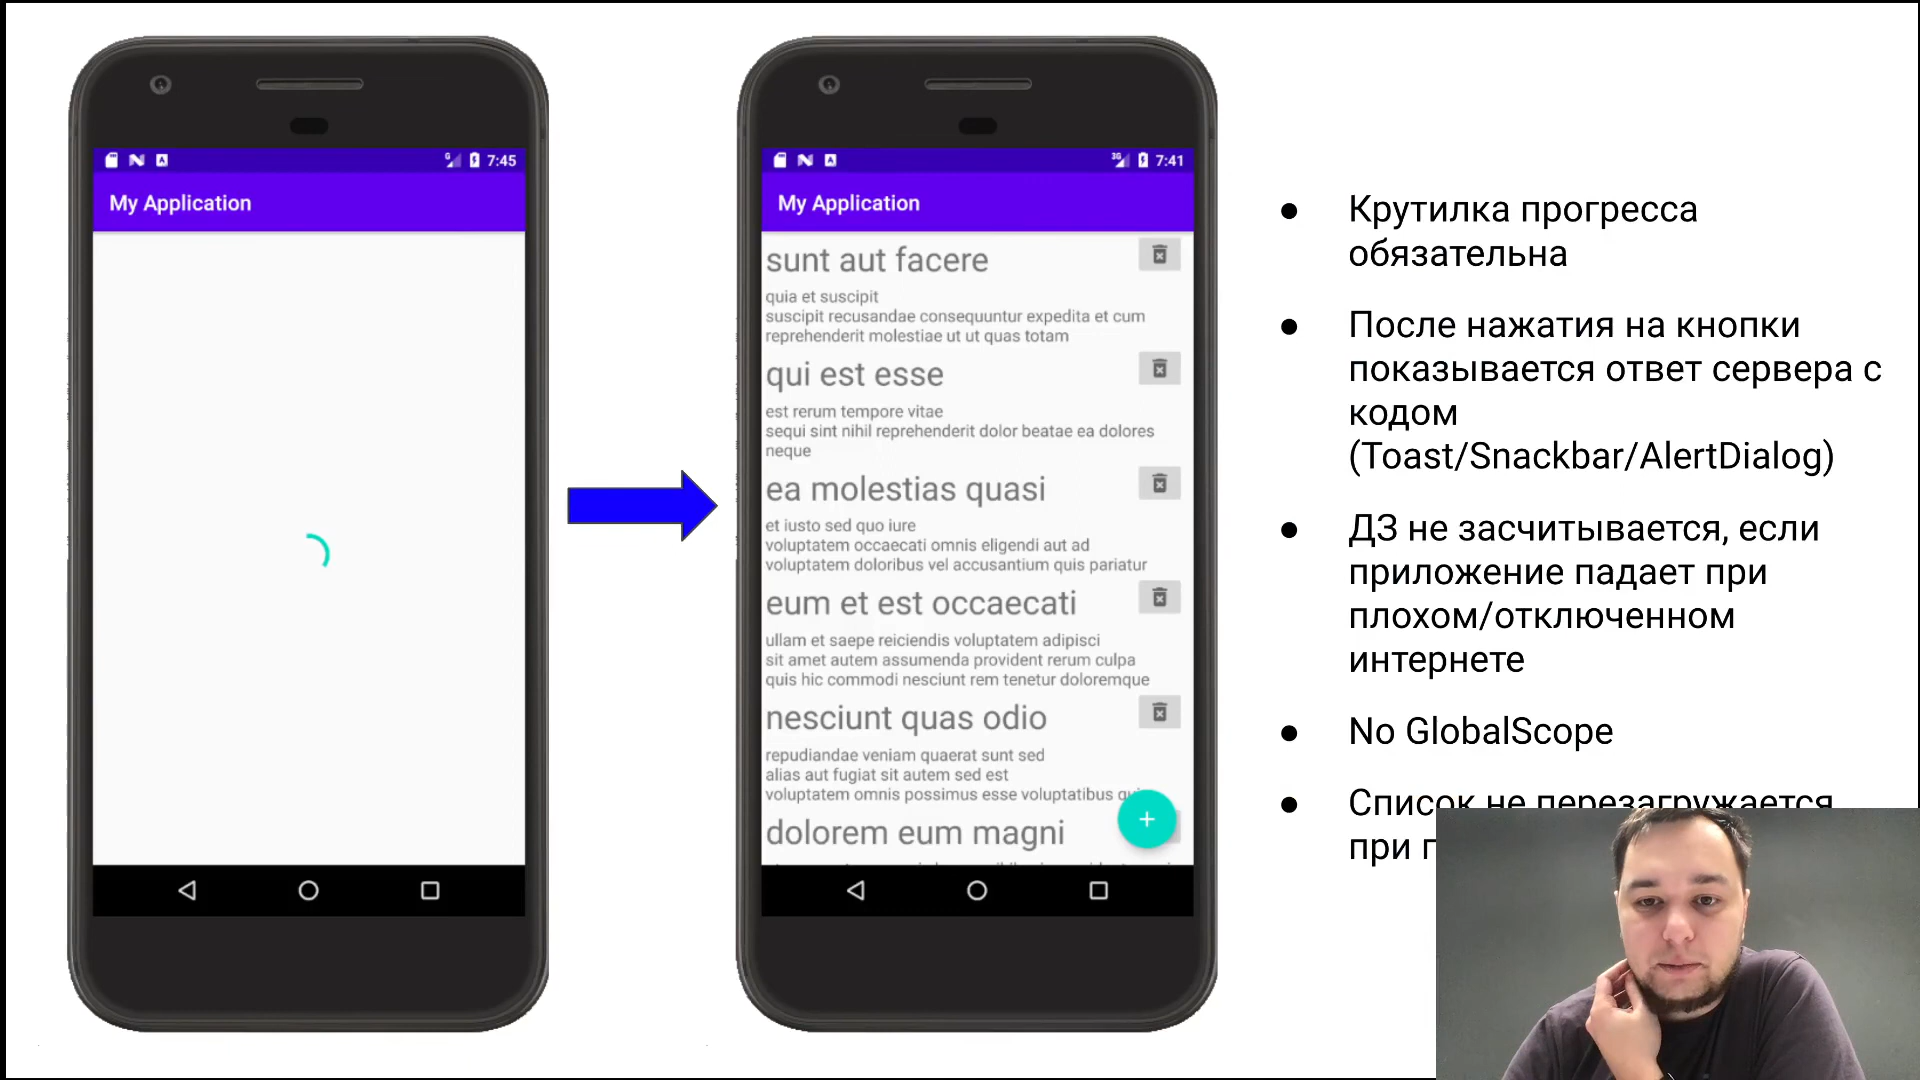 7:45
My Application
3G
7:41
My Application
sunt aut facere
quia et suscipit
suscipit recusandae consequuntur expedita et cum
reprehenderit molestiae ut ut quas totam
qui est esse
est rerum tempore vitae
sequi sint nihil reprehenderit dolor beatae ea dolores
neque
ea molestias quasi
et iusto sed quo iure
voluptatem occaecati omnis eligendi aut ad
voluptatem doloribus vel accusantium quis pariatur
eum et est occaecati
ullam et saepe reiciendis voluptatem adipisci
sit amet autem assumenda provident rerum culpa
quis hic commodi nesciunt rem tenetur doloremque
nesciunt quas odio
repudiandae veniam quaerat sunt sed
alias aut fugiat sit autem sed est
voluptatem omnis possimus esse voluptatibus
dolorem eum magni
● Крутилка прогресса
обязательна
● После нажатия на кнопки
показывается ответ сервера с
кодом
(Toast/Snackbar/AlertDialog)
● ДЗ не засчитывается, если
приложение падает при
плохом/отключенном
интернете
● No GlobalScope
● Список не перезагружается
при